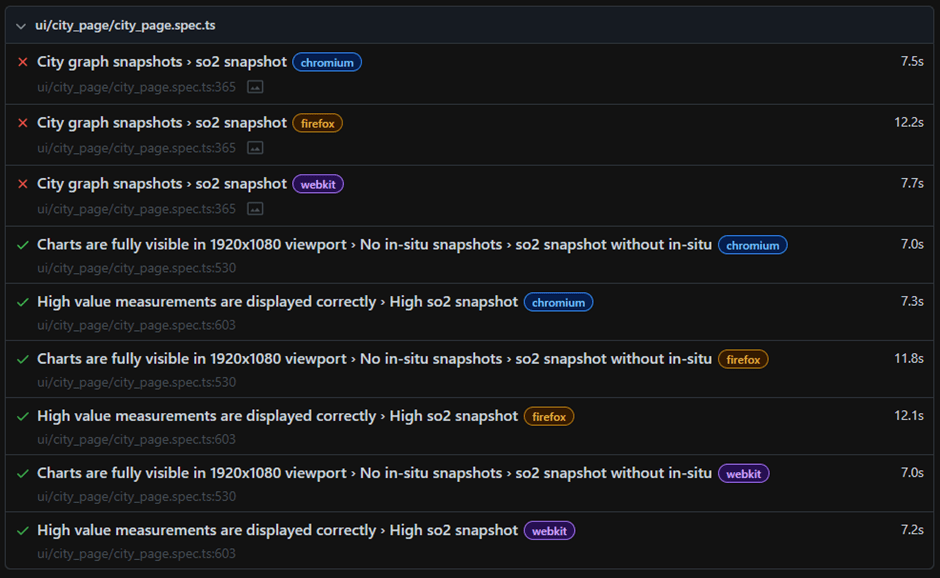 ui/city_page/city_page.spec.ts
City graph snapshots › so2 snapshot chromium 7.5s
ui/city_page/city_page.spec.ts:365
City graph snapshots › so2 snapshot firefox 12.2s
ui/city_page/city_page.spec.ts:365
City graph snapshots › so2 snapshot webkit 7.7s
ui/city_page/city_page.spec.ts:365
Charts are fully visible in 1920x1080 viewport › No in-situ snapshots › so2 snapshot without in-situ chromium 7.0s
ui/city_page/city_page.spec.ts:530
High value measurements are displayed correctly › High so2 snapshot chromium 7.3s
ui/city_page/city_page.spec.ts:603
Charts are fully visible in 1920x1080 viewport › No in-situ snapshots › so2 snapshot without in-situ firefox 11.8s
ui/city_page/city_page.spec.ts:530
High value measurements are displayed correctly › High so2 snapshot firefox 12.1s
ui/city_page/city_page.spec.ts:603
Charts are fully visible in 1920x1080 viewport › No in-situ snapshots › so2 snapshot without in-situ webkit 7.0s
ui/city_page/city_page.spec.ts:530
High value measurements are displayed correctly › High so2 snapshot webkit 7.2s
ui/city_page/city_page.spec.ts:603